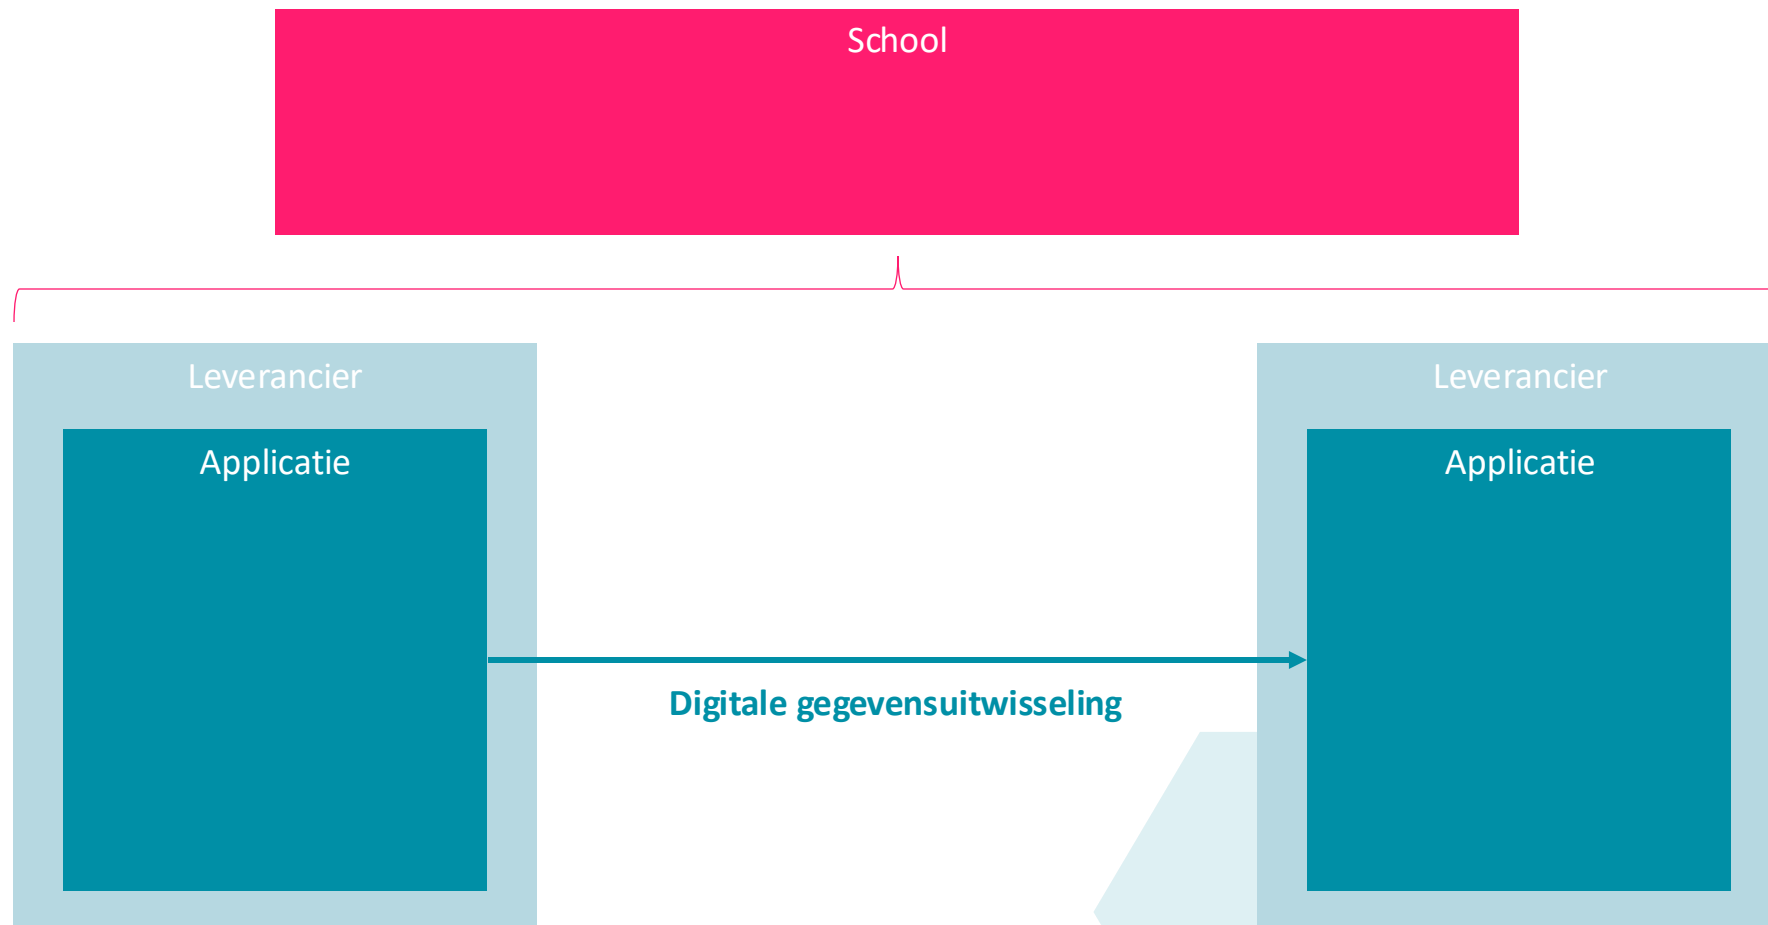 School
Leverancier
Applicatie
Leverancier
Applicatie
Digitale gegevensuitwisseling